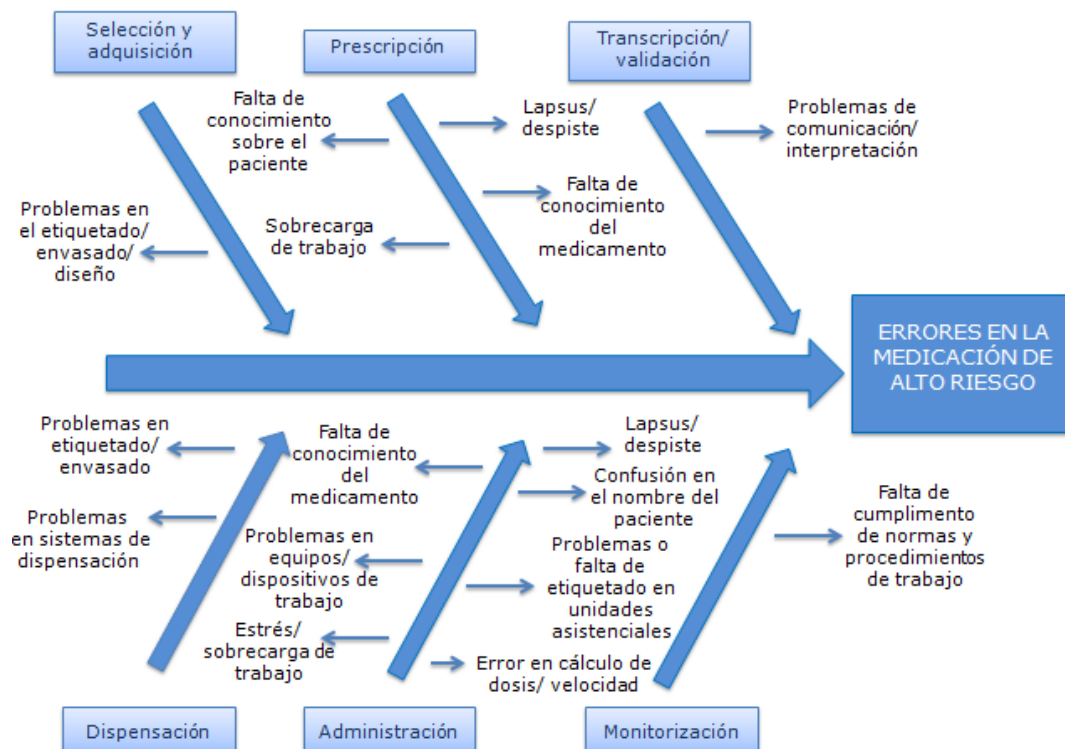 Selección y
adquisición
Prescripción
Transcripción/
validación
Falta de
conocimiento
sobre el
paciente
Lapsus/
despiste
Problemas de
comunicación/
interpretación
Problemas en
el etiquetado/
envasado/
diseño
Sobrecarga
de trabajo
Falta de
conocimiento
del
medicamento
ERRORES EN LA
MEDICACIÓN DE
ALTO RIESGO
Problemas en
etiquetado/
envasado
Falta de
conocimiento
del
medicamento
Lapsus/
despiste
Confusión en
el nombre del
paciente
Falta de
cumplimento
de normas y
procedimientos
de trabajo
Problemas
en sistemas de
dispensación
Problemas en
equipos/
dispositivos de
trabajo
Problemas o
falta de
etiquetado en
unidades
asistenciales
Estrés/
sobrecarga de
trabajo
Error en cálculo de
dosis/ velocidad
Dispensación
Administración
Monitorización